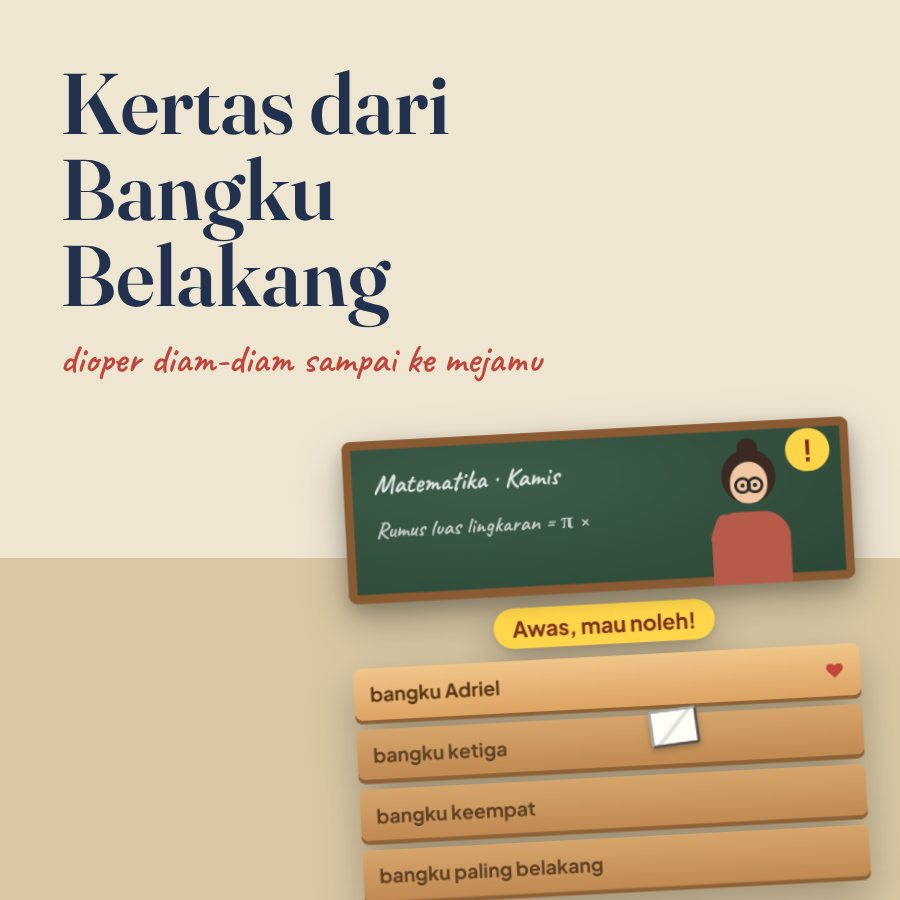 Kertas dari
Bangku
Belakang
dioper diam-diam sampai ke mejamu
Matematika · Kamis
!
Rumus luas lingkaran = π ×
Awas, mau noleh!
bangku Adriel
bangku ketiga
bangku keempat
bangku paling belakang